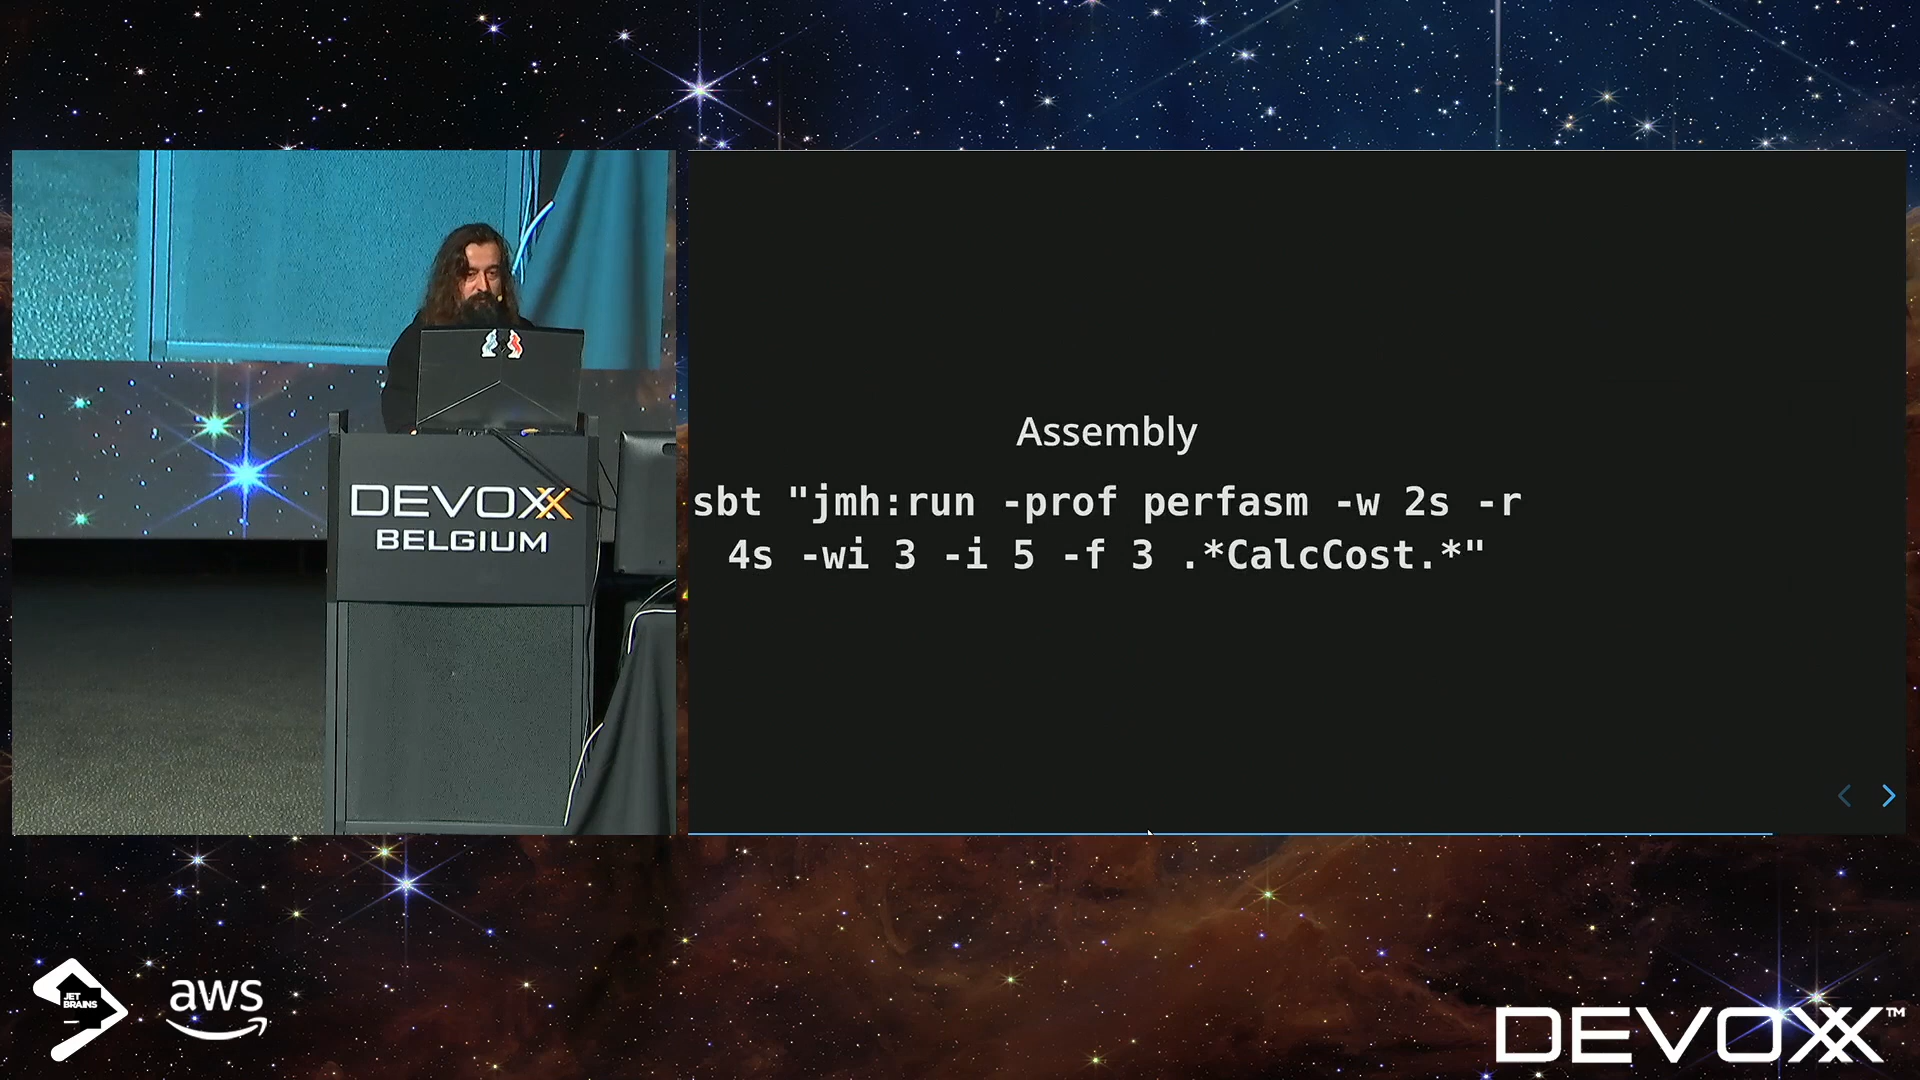 DEVOXX
BELGIUM
Assembly
sbt "jmh:run -prof perfasm -w 2s -r
4s -wi 3 -i 5 -f 3 .*CalcCost.*"
JET
BRAINS
aws
DEVOXX™